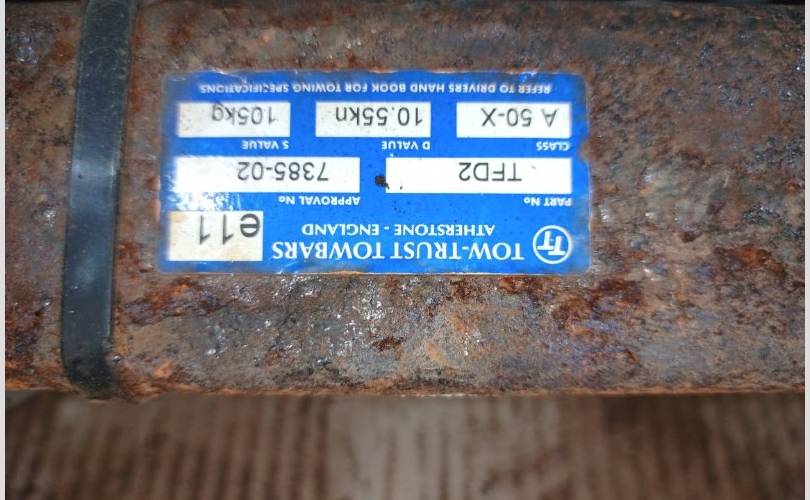 TT TOW-TRUST TOWBARS
ATHERSTONE - ENGLAND
e11
PART No APPROVAL No
TFD2 7385-02
CLASS D VALUE S VALUE
A 50-X 10.55kn 105kg
REFER TO DRIVERS HAND BOOK FOR TOWING SPECIFICATIONS